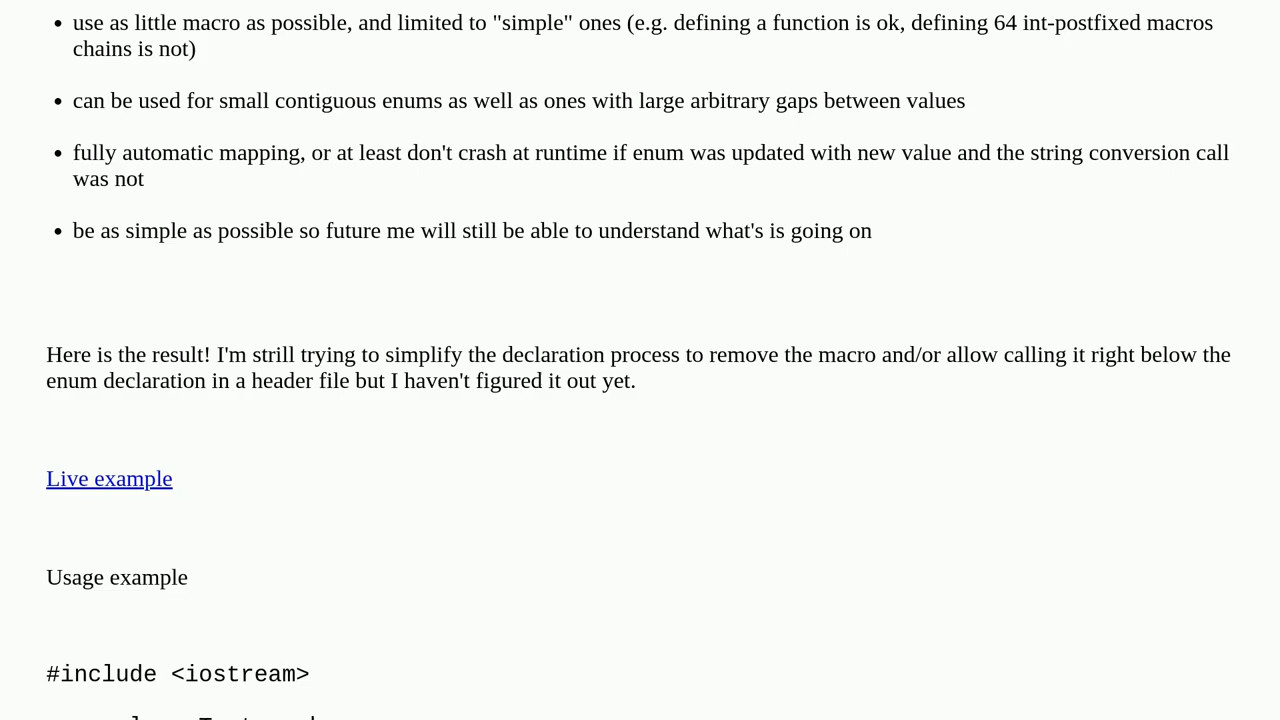 use as little macro as possible, and limited to "simple" ones (e.g. defining a function is ok, defining 64 int-postfixed macros
chains is not)
can be used for small contiguous enums as well as ones with large arbitrary gaps between values
fully automatic mapping, or at least don't crash at runtime if enum was updated with new value and the string conversion call
was not
be as simple as possible so future me will still be able to understand what's is going on
Here is the result! I'm strill trying to simplify the declaration process to remove the macro and/or allow calling it right below the
enum declaration in a header file but I haven't figured it out yet.
Live example
Usage example
#include <iostream>